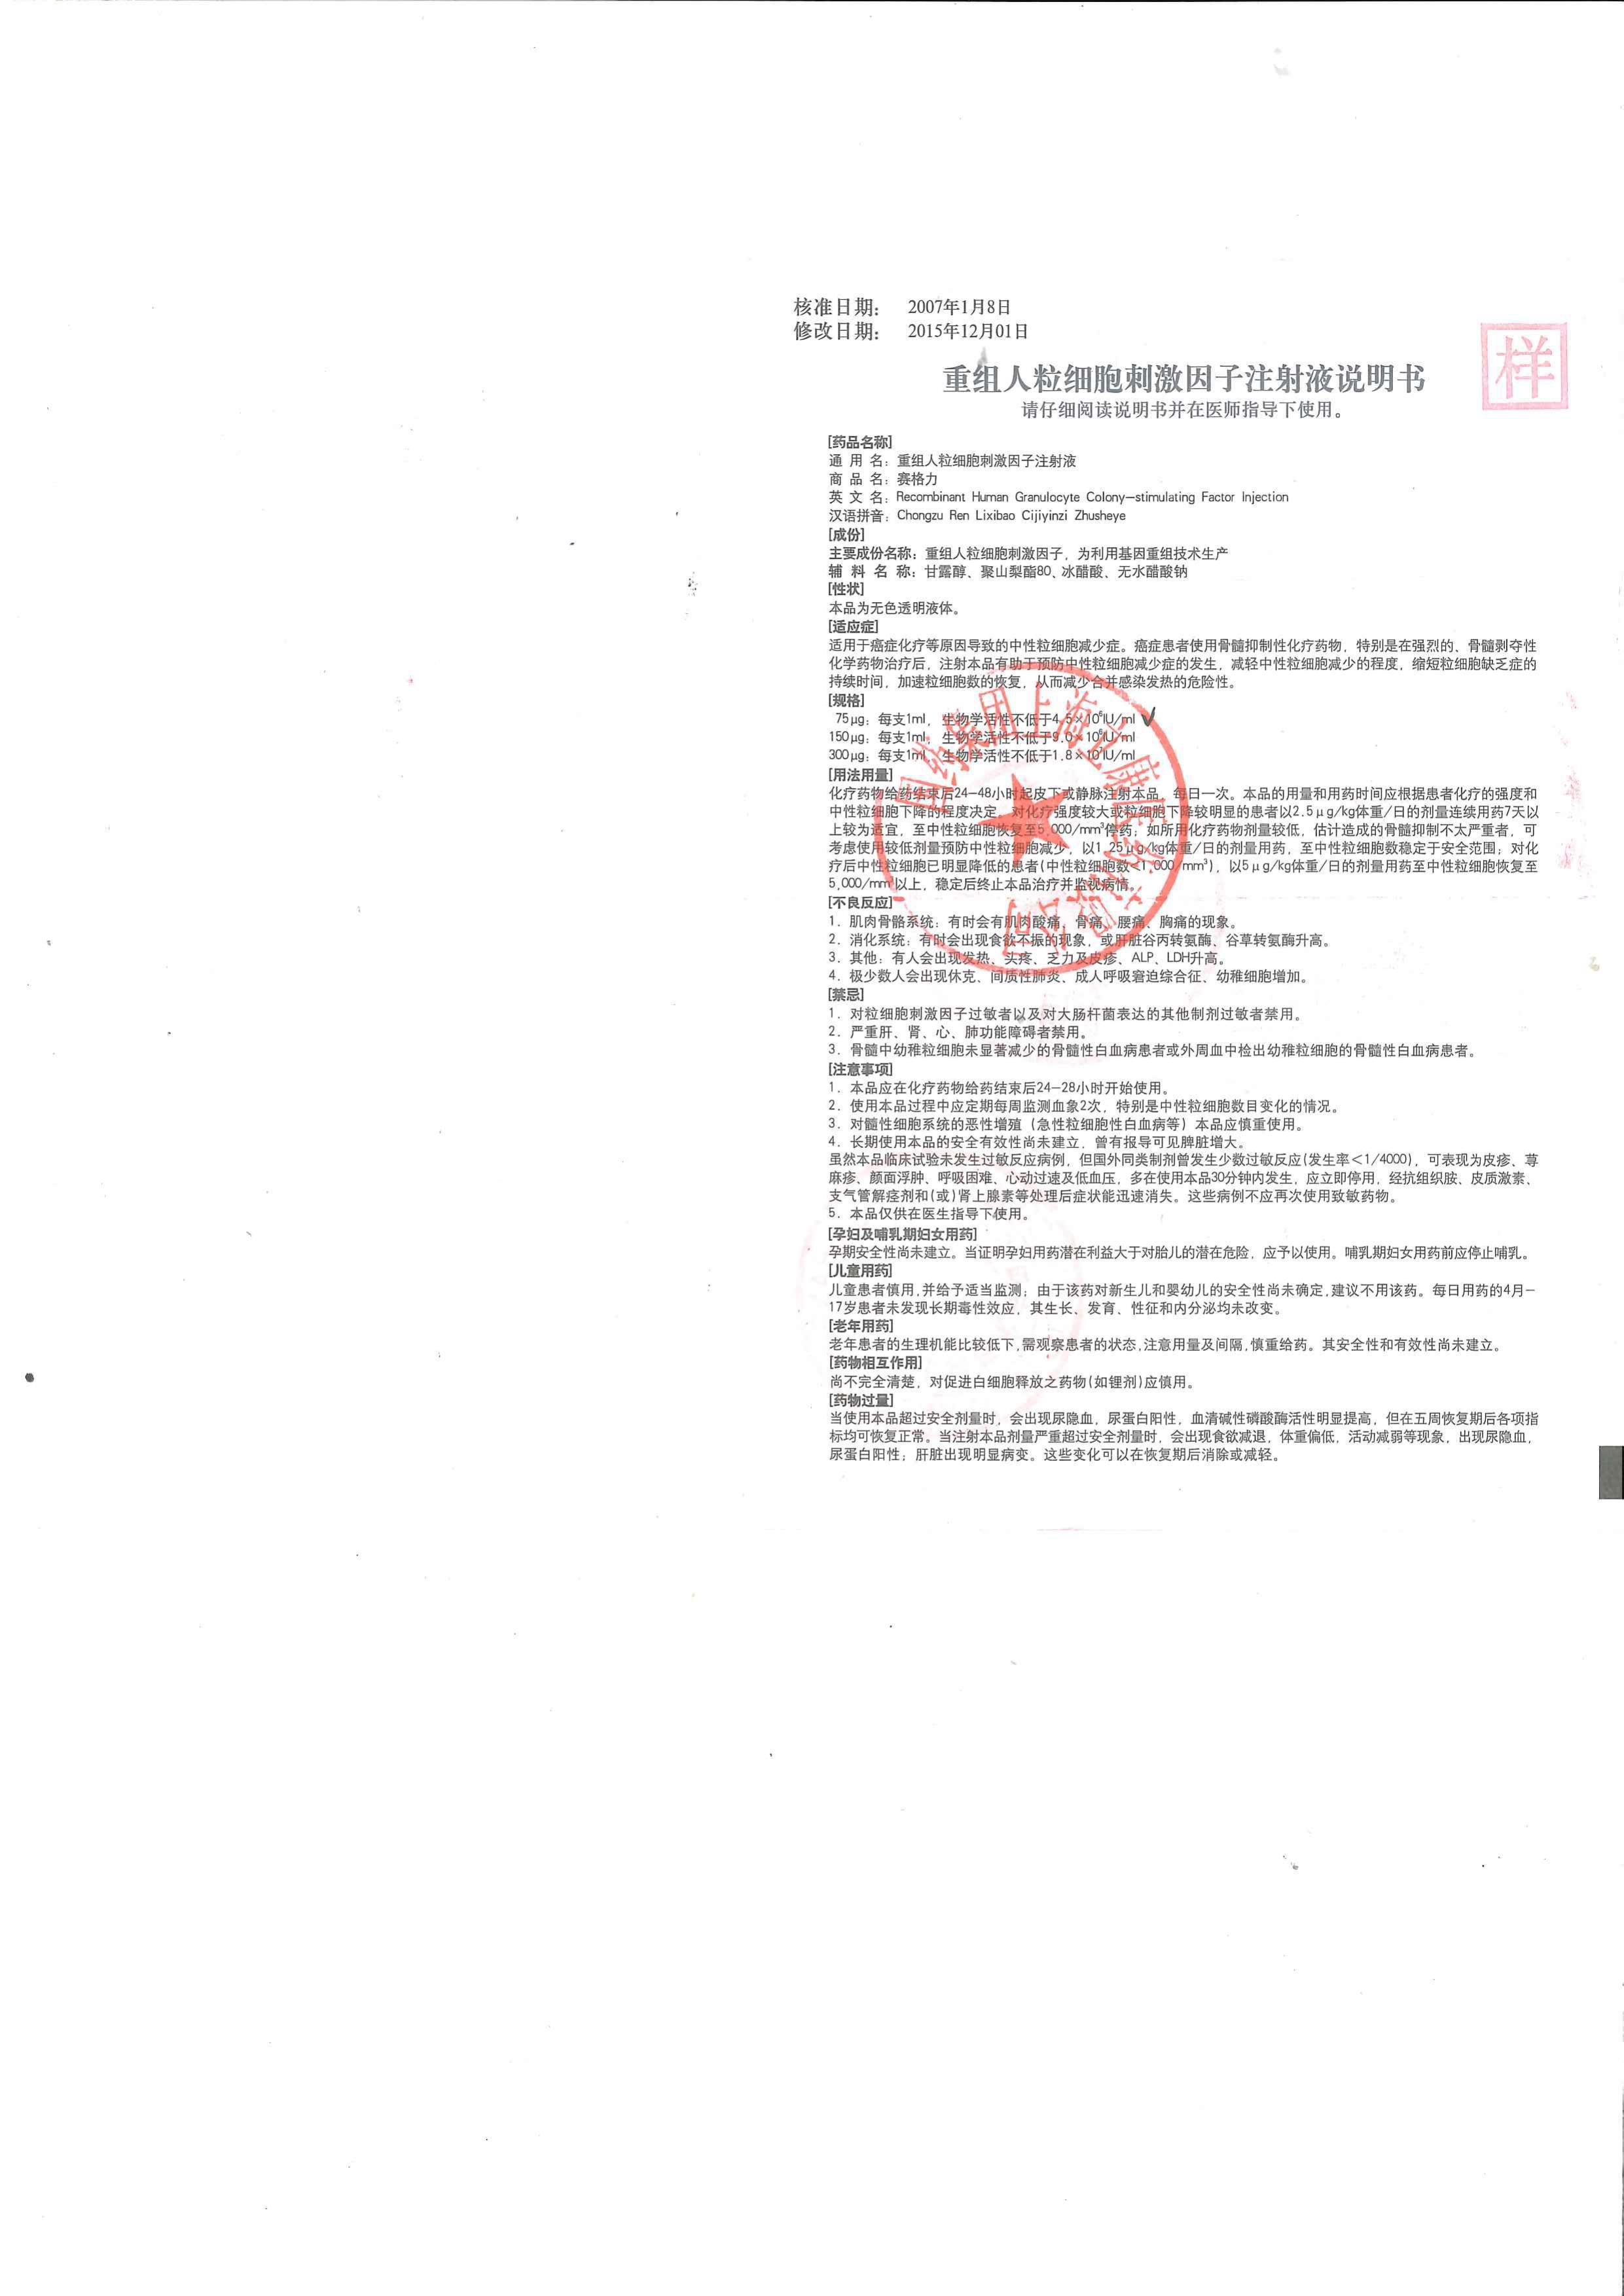 核准日期： 2007年1月8日
修改日期： 2015年12月01日
样
重组人粒细胞刺激因子注射液说明书
请仔细阅读说明书并在医师指导下使用。
[药品名称]
通 用 名：重组人粒细胞刺激因子注射液
商 品 名：赛格力
英 文 名：Recombinant Human Granulocyte Colony-stimulating Factor Injection
汉语拼音：Chongzu Ren Lixibao Cijiyinzi Zhusheye
[成份]
主要成份名称：重组人粒细胞刺激因子，为利用基因重组技术生产
辅 料 名 称：甘露醇、聚山梨酯80、冰醋酸、无水醋酸钠
[性状]
本品为无色透明液体。
[适应症]
适用于癌症化疗等原因导致的中性粒细胞减少症。癌症患者使用骨髓抑制性化疗药物，特别是在强烈的、骨髓剥夺性
化学药物治疗后，注射本品有助于预防中性粒细胞减少症的发生，减轻中性粒细胞减少的程度，缩短粒细胞缺乏症的
持续时间，加速粒细胞数的恢复，从而减少合并感染发热的危险性。
[规格]
75μg：每支1ml，生物学活性不低于4.5×10⁶IU/ml ✓
150μg：每支1ml，生物学活性不低于9.0×10⁶IU/ml
300μg：每支1ml，生物学活性不低于1.8×10⁷IU/ml
[用法用量]
化疗药物给药结束后24-48小时起皮下或静脉注射本品，每日一次。本品的用量和用药时间应根据患者化疗的强度和
中性粒细胞下降的程度决定。对化疗强度较大或粒细胞下降较明显的患者以2.5μg/kg体重/日的剂量连续用药7天以
上较为适宜，至中性粒细胞恢复至5,000/mm³停药；如所用化疗药物剂量较低，估计造成的骨髓抑制不太严重者，可
考虑使用较低剂量预防中性粒细胞减少，以1.25μg/kg体重/日的剂量用药，至中性粒细胞数稳定于安全范围；对化
疗后中性粒细胞已明显降低的患者(中性粒细胞数<1,000/mm³)，以5μg/kg体重/日的剂量用药至中性粒细胞恢复至
5,000/mm³以上，稳定后终止本品治疗并监视病情。
[不良反应]
1．肌肉骨骼系统：有时会有肌肉酸痛、骨痛、腰痛、胸痛的现象。
2．消化系统：有时会出现食欲不振的现象，或肝脏谷丙转氨酶、谷草转氨酶升高。
3．其他：有人会出现发热、头疼、乏力及皮疹、ALP、LDH升高。
4．极少数人会出现休克、间质性肺炎、成人呼吸窘迫综合征、幼稚细胞增加。
[禁忌]
1．对粒细胞刺激因子过敏者以及对大肠杆菌表达的其他制剂过敏者禁用。
2．严重肝、肾、心、肺功能障碍者禁用。
3．骨髓中幼稚粒细胞未显著减少的骨髓性白血病患者或外周血中检出幼稚粒细胞的骨髓性白血病患者。
[注意事项]
1．本品应在化疗药物给药结束后24-28小时开始使用。
2．使用本品过程中应定期每周监测血象2次，特别是中性粒细胞数目变化的情况。
3．对髓性细胞系统的恶性增殖（急性粒细胞性白血病等）本品应慎重使用。
4．长期使用本品的安全有效性尚未建立，曾有报导可见脾脏增大。
虽然本品临床试验未发生过敏反应病例，但国外同类制剂曾发生少数过敏反应(发生率<1/4000)，可表现为皮疹、荨
麻疹、颜面浮肿、呼吸困难、心动过速及低血压，多在使用本品30分钟内发生，应立即停用，经抗组织胺、皮质激素、
支气管解痉剂和(或)肾上腺素等处理后症状能迅速消失。这些病例不应再次使用致敏药物。
5．本品仅供在医生指导下使用。
[孕妇及哺乳期妇女用药]
孕期安全性尚未建立。当证明孕妇用药潜在利益大于对胎儿的潜在危险，应予以使用。哺乳期妇女用药前应停止哺乳。
[儿童用药]
儿童患者慎用,并给予适当监测；由于该药对新生儿和婴幼儿的安全性尚未确定,建议不用该药。每日用药的4月-
17岁患者未发现长期毒性效应，其生长、发育、性征和内分泌均未改变。
[老年用药]
老年患者的生理机能比较低下,需观察患者的状态,注意用量及间隔,慎重给药。其安全性和有效性尚未建立。
[药物相互作用]
尚不完全清楚，对促进白细胞释放之药物(如锂剂)应慎用。
[药物过量]
当使用本品超过安全剂量时，会出现尿隐血，尿蛋白阳性，血清碱性磷酸酶活性明显提高，但在五周恢复期后各项指
标均可恢复正常。当注射本品剂量严重超过安全剂量时，会出现食欲减退，体重偏低，活动减弱等现象，出现尿隐血，
尿蛋白阳性；肝脏出现明显病变。这些变化可以在恢复期后消除或减轻。